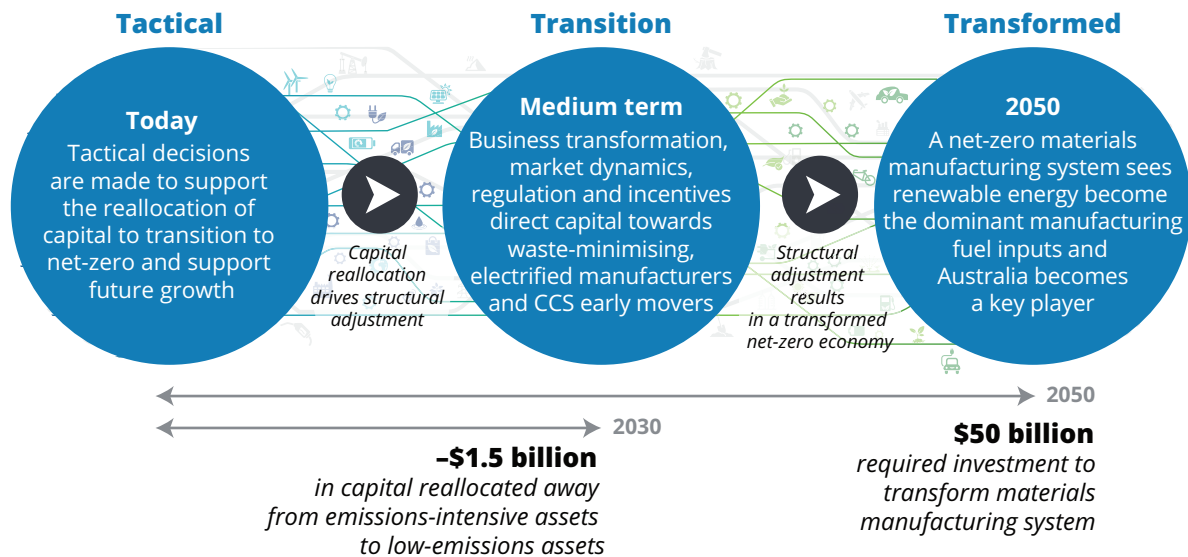 Tactical
Today
Tactical decisions
are made to support
the reallocation of
capital to transition to
net-zero and support
future growth
Capital
reallocation
drives structural
adjustment
Transition
Medium term
Business transformation,
market dynamics,
regulation and incentives
direct capital towards
waste-minimising,
electrified manufacturers
and CCS early movers
Structural
adjustment
results
in a transformed
net-zero economy
Transformed
2050
A net-zero materials
manufacturing system sees
renewable energy become
the dominant manufacturing
fuel inputs and
Australia becomes
a key player
2050
2030
–$1.5 billion
in capital reallocated away
from emissions-intensive assets
to low-emissions assets
$50 billion
required investment to
transform materials
manufacturing system